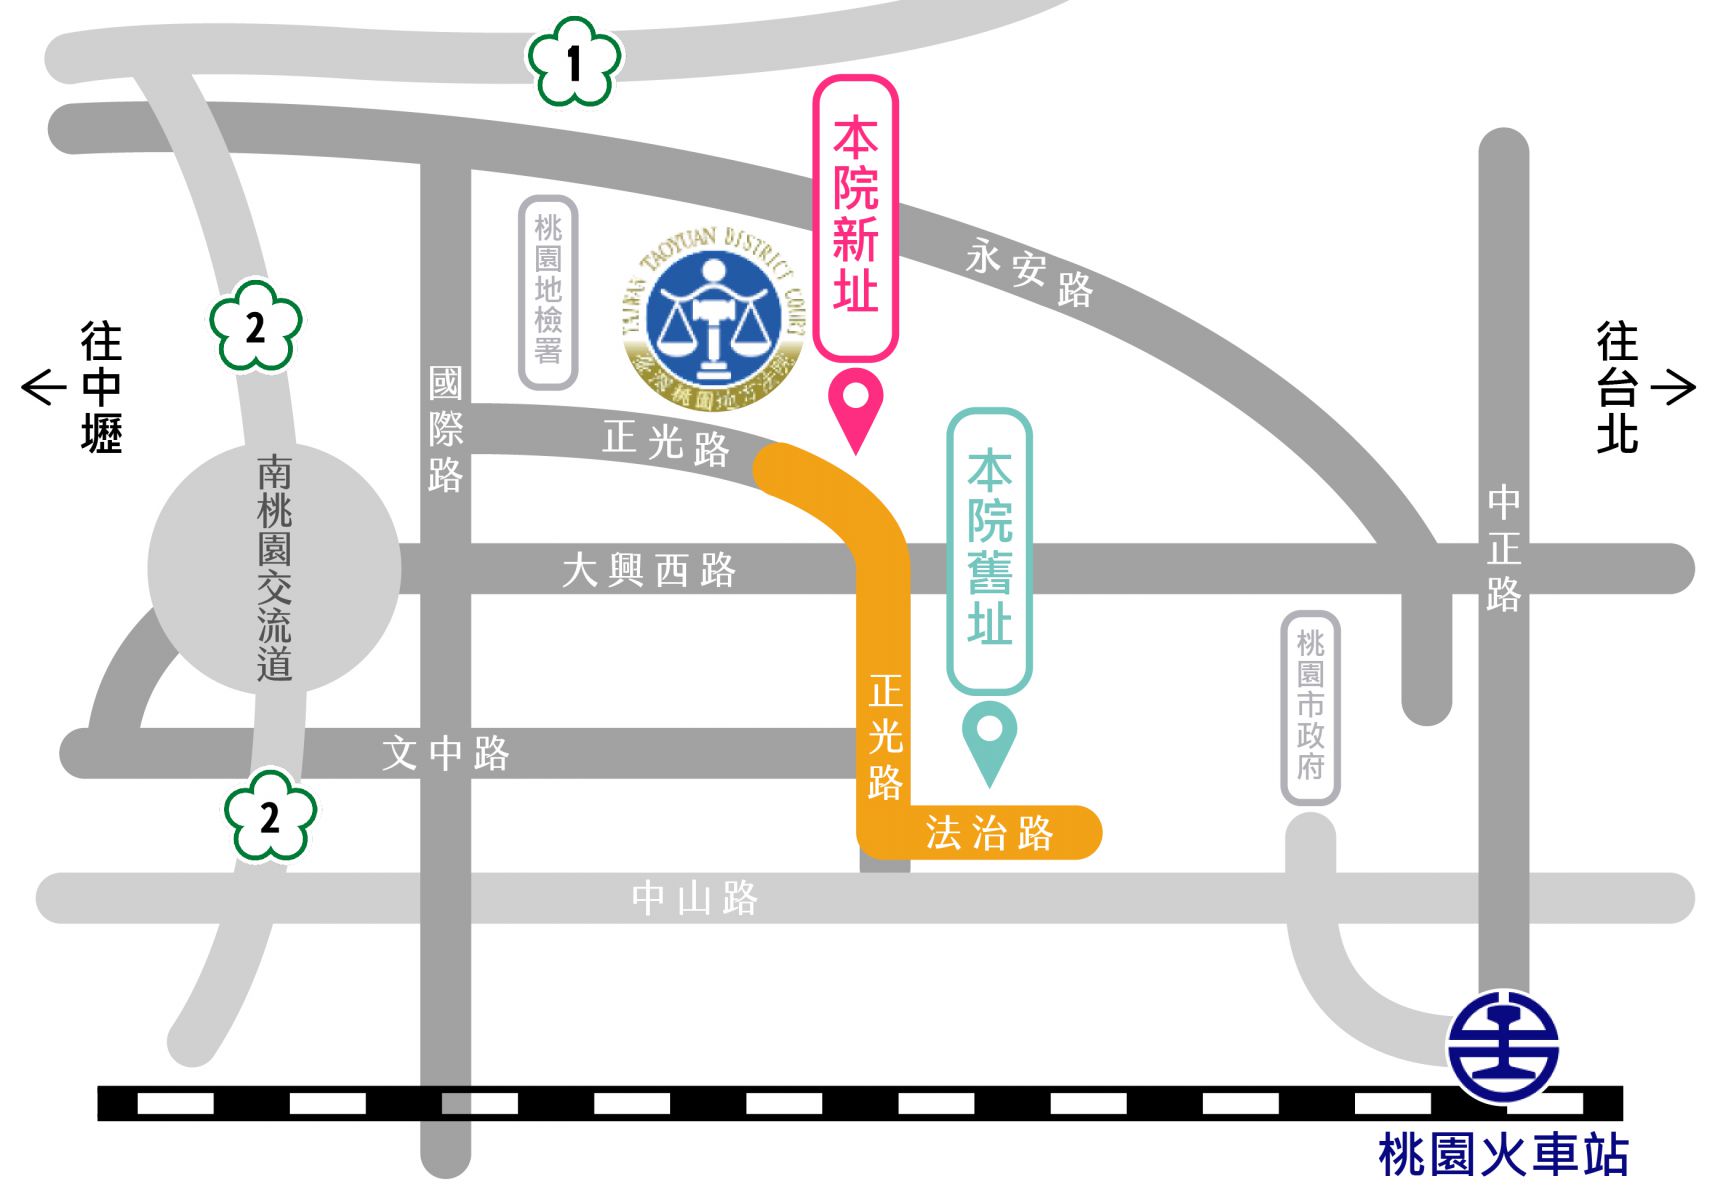 1
本院新址
桃園地檢署
TAIWAN TAOYUAN DISTRICT COURT
臺灣桃園地方法院
永安路
2
往中壢
往台北
國際路
正光路
本院舊址
南桃園交流道
大興西路
中正路
桃園市政府
正光路
文中路
2
法治路
中山路
桃園火車站